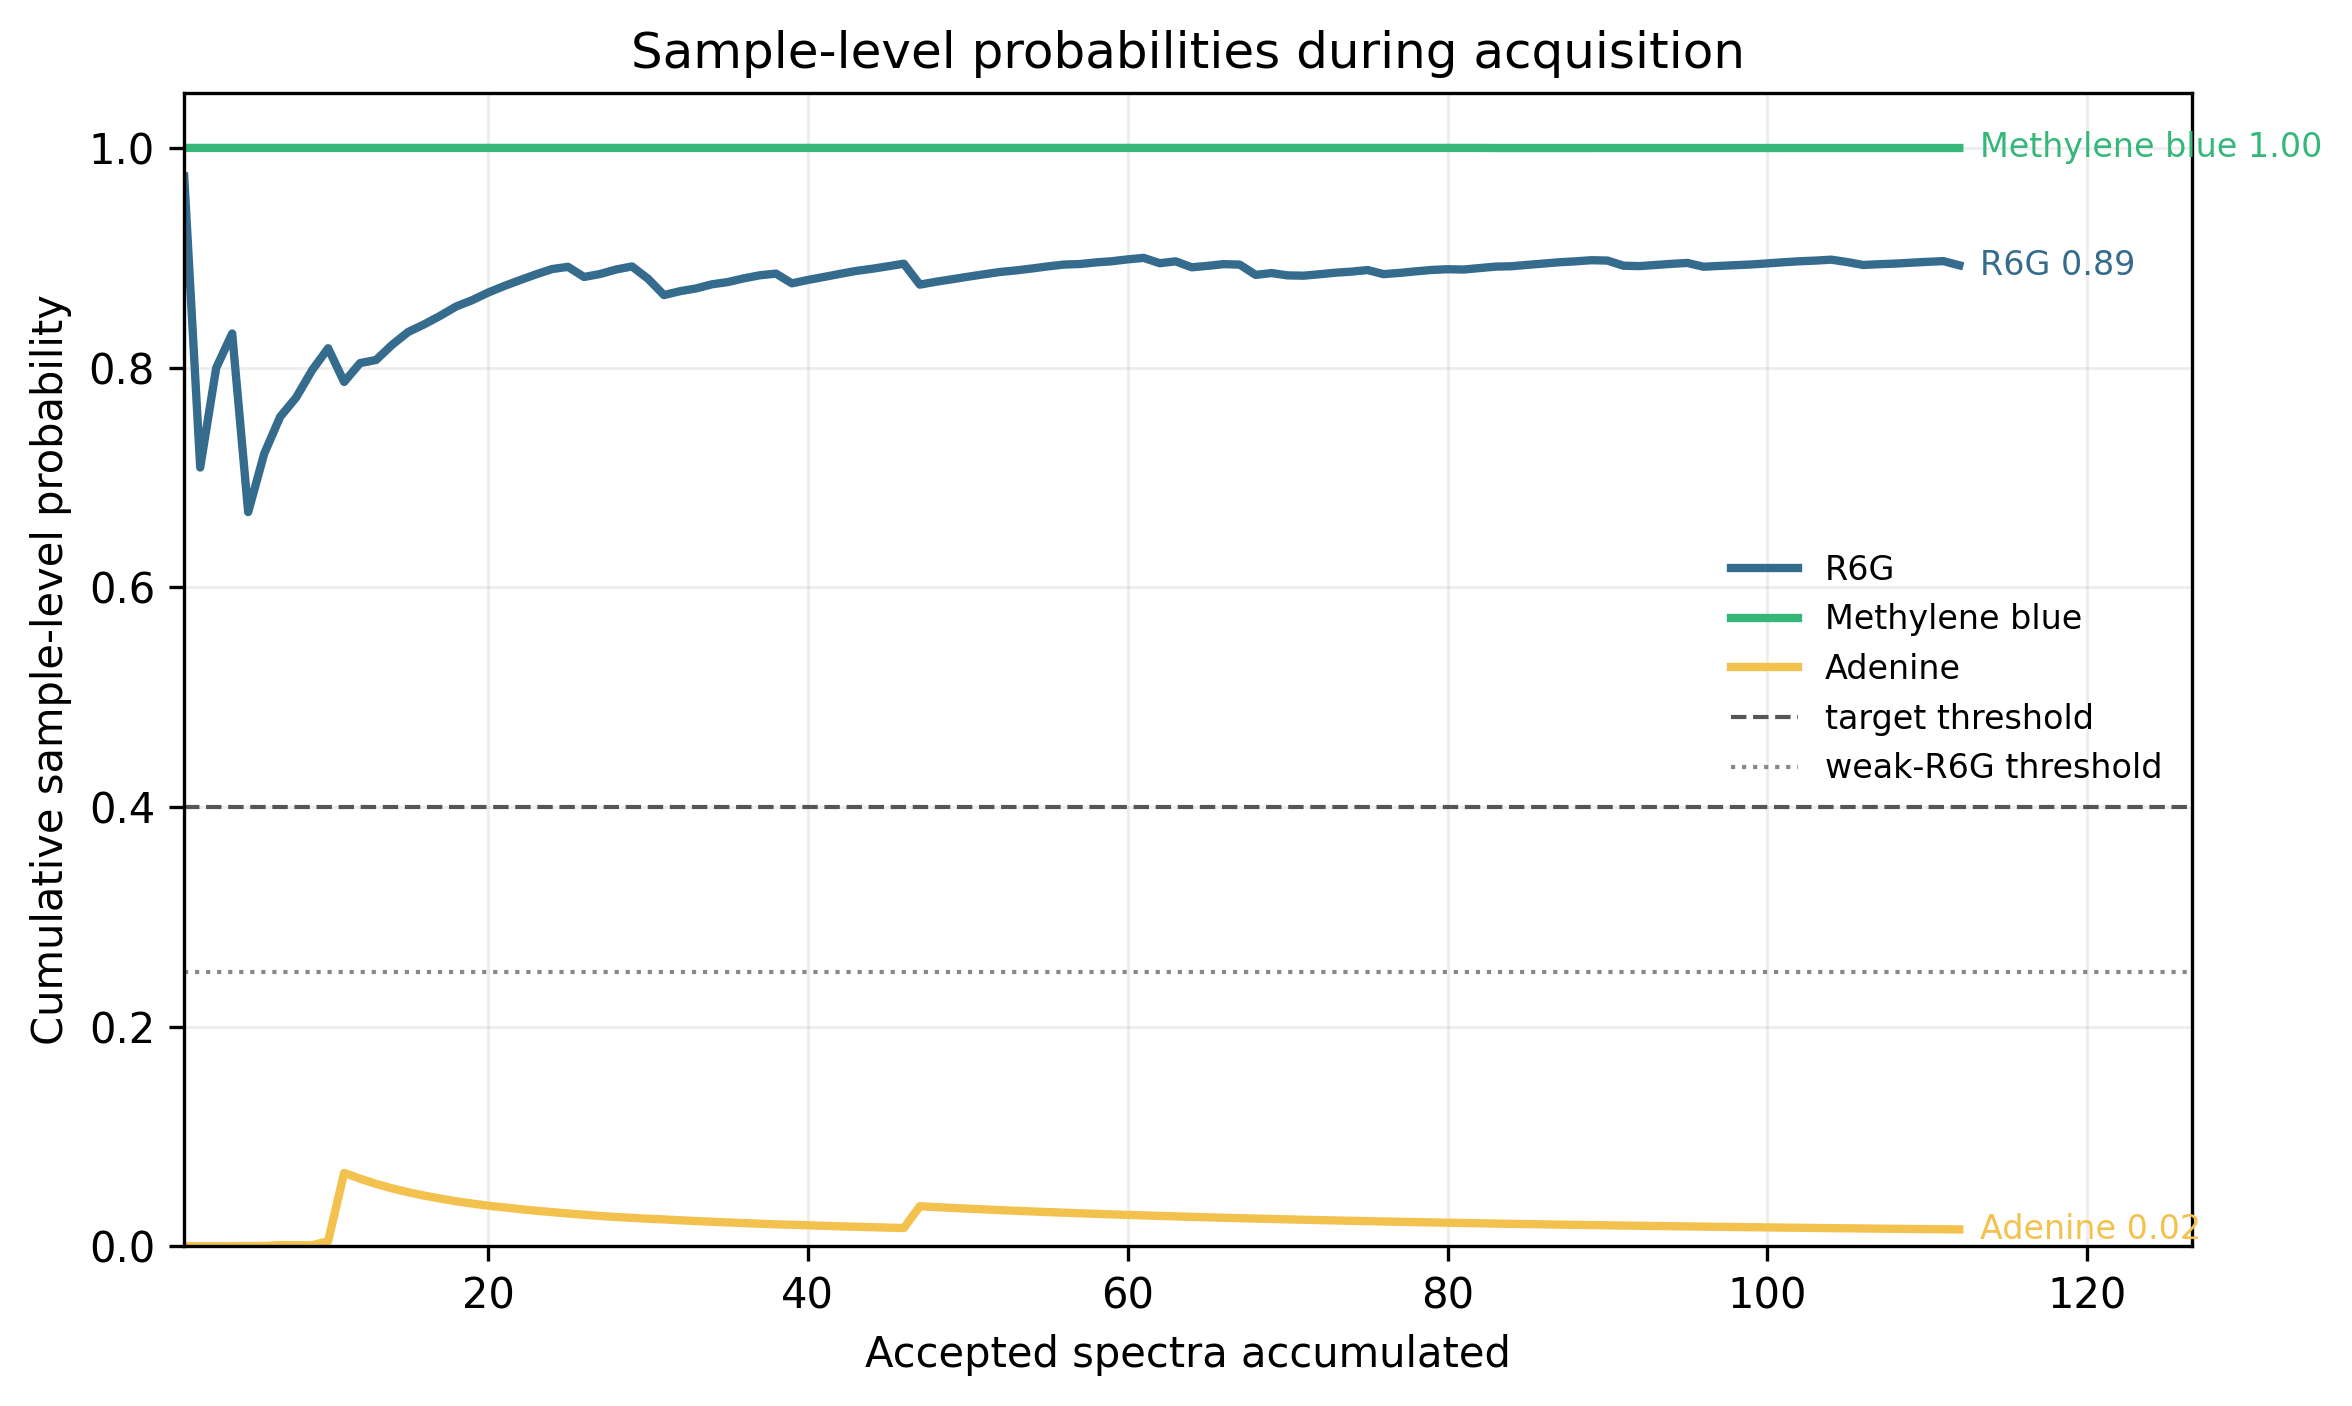 Sample-level probabilities during acquisition
Cumulative sample-level probability
1.0
0.8
0.6
0.4
0.2
0.0
Methylene blue 1.00
R6G 0.89
R6G
Methylene blue
Adenine
target threshold
weak-R6G threshold
Adenine 0.02
20 40 60 80 100 120
Accepted spectra accumulated